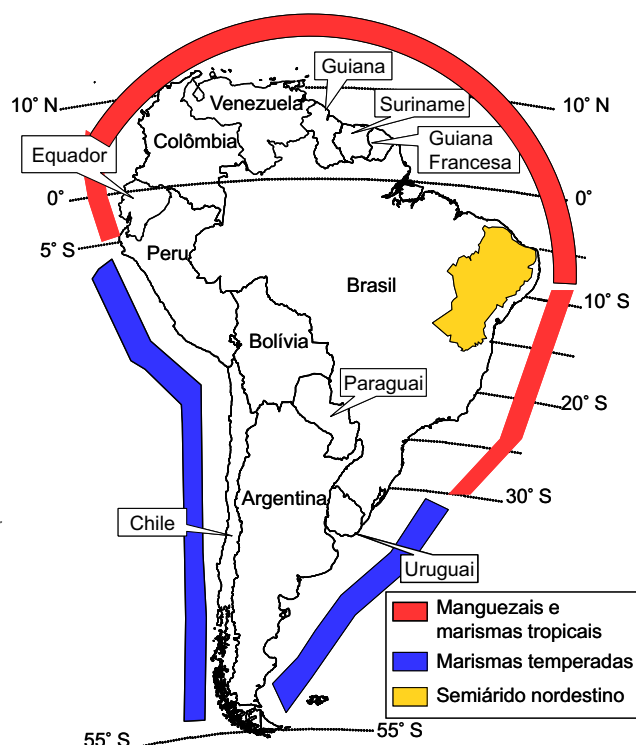 Guiana
10° N
Venezuela
Suriname
10° N
Colômbia
Guiana
Francesa
Equador
0°
0°
5° S
Peru
Brasil
10° S
Bolívia
Paraguai
20° S
Argentina
30° S
Chile
Uruguai
Manguezais e
marismas tropicais
Marismas temperadas
Semiárido nordestino
55° S
55° S